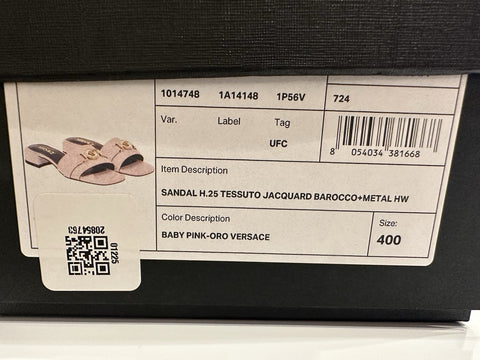 1014748 1A14148 1P56V 724
Var. Label Tag
UFC
8 054034 381668
Item Description
SANDAL H.25 TESSUTO JACQUARD BAROCCO+METAL HW
Color Description
BABY PINK-ORO VERSACE
Size:
400
01225
20854763